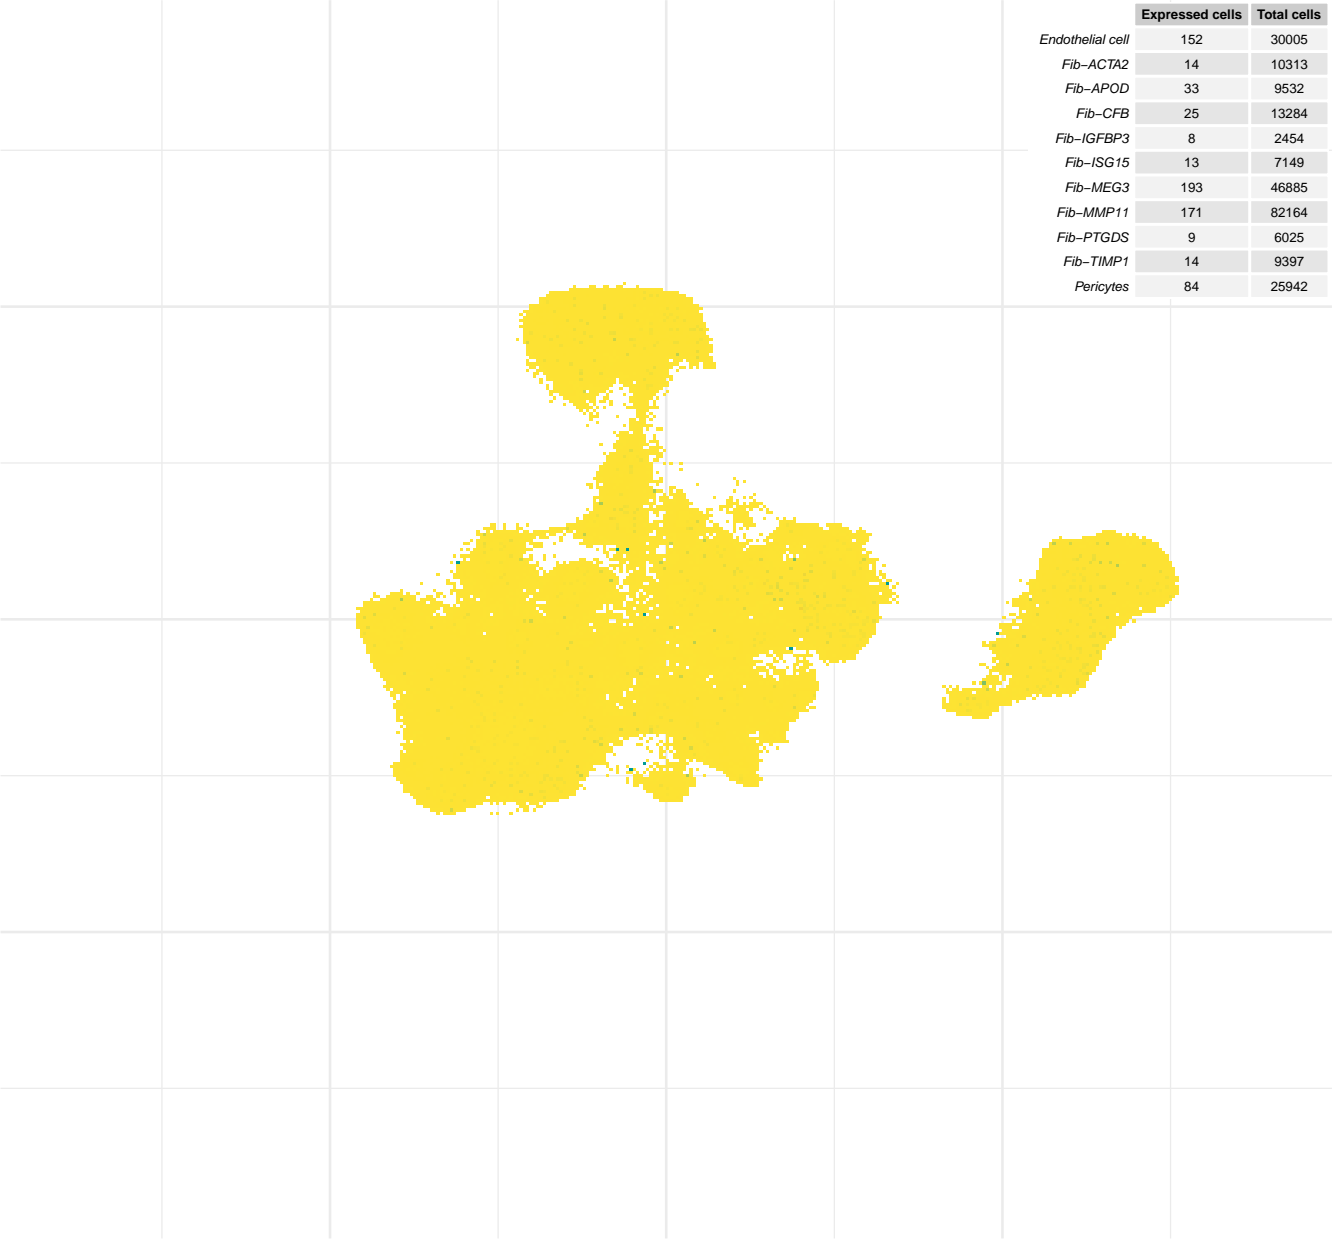 Expressed cells Total cells
Endothelial cell 152 30005
Fib−ACTA2 14 10313
Fib−APOD 33 9532
Fib−CFB 25 13284
Fib−IGFBP3 8 2454
Fib−ISG15 13 7149
Fib−MEG3 193 46885
Fib−MMP11 171 82164
Fib−PTGDS 9 6025
Fib−TIMP1 14 9397
Pericytes 84 25942